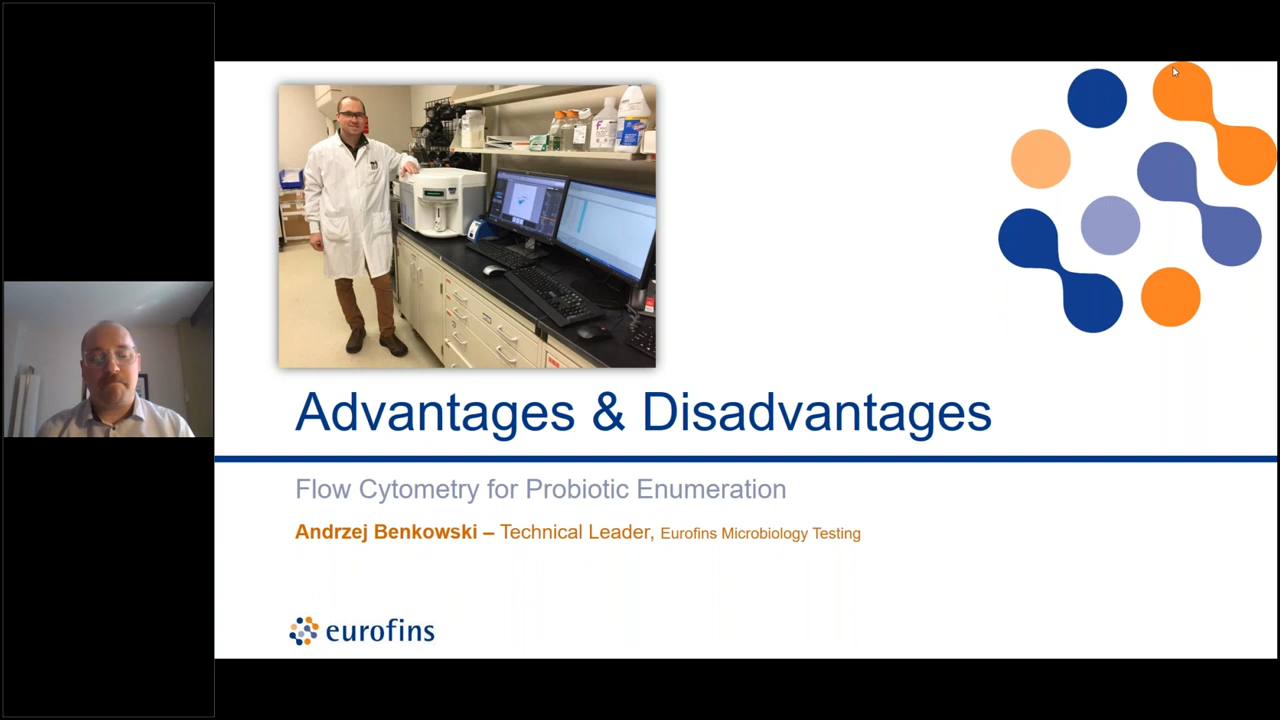 Advantages & Disadvantages
Flow Cytometry for Probiotic Enumeration
Andrzej Benkowski – Technical Leader, Eurofins Microbiology Testing
eurofins